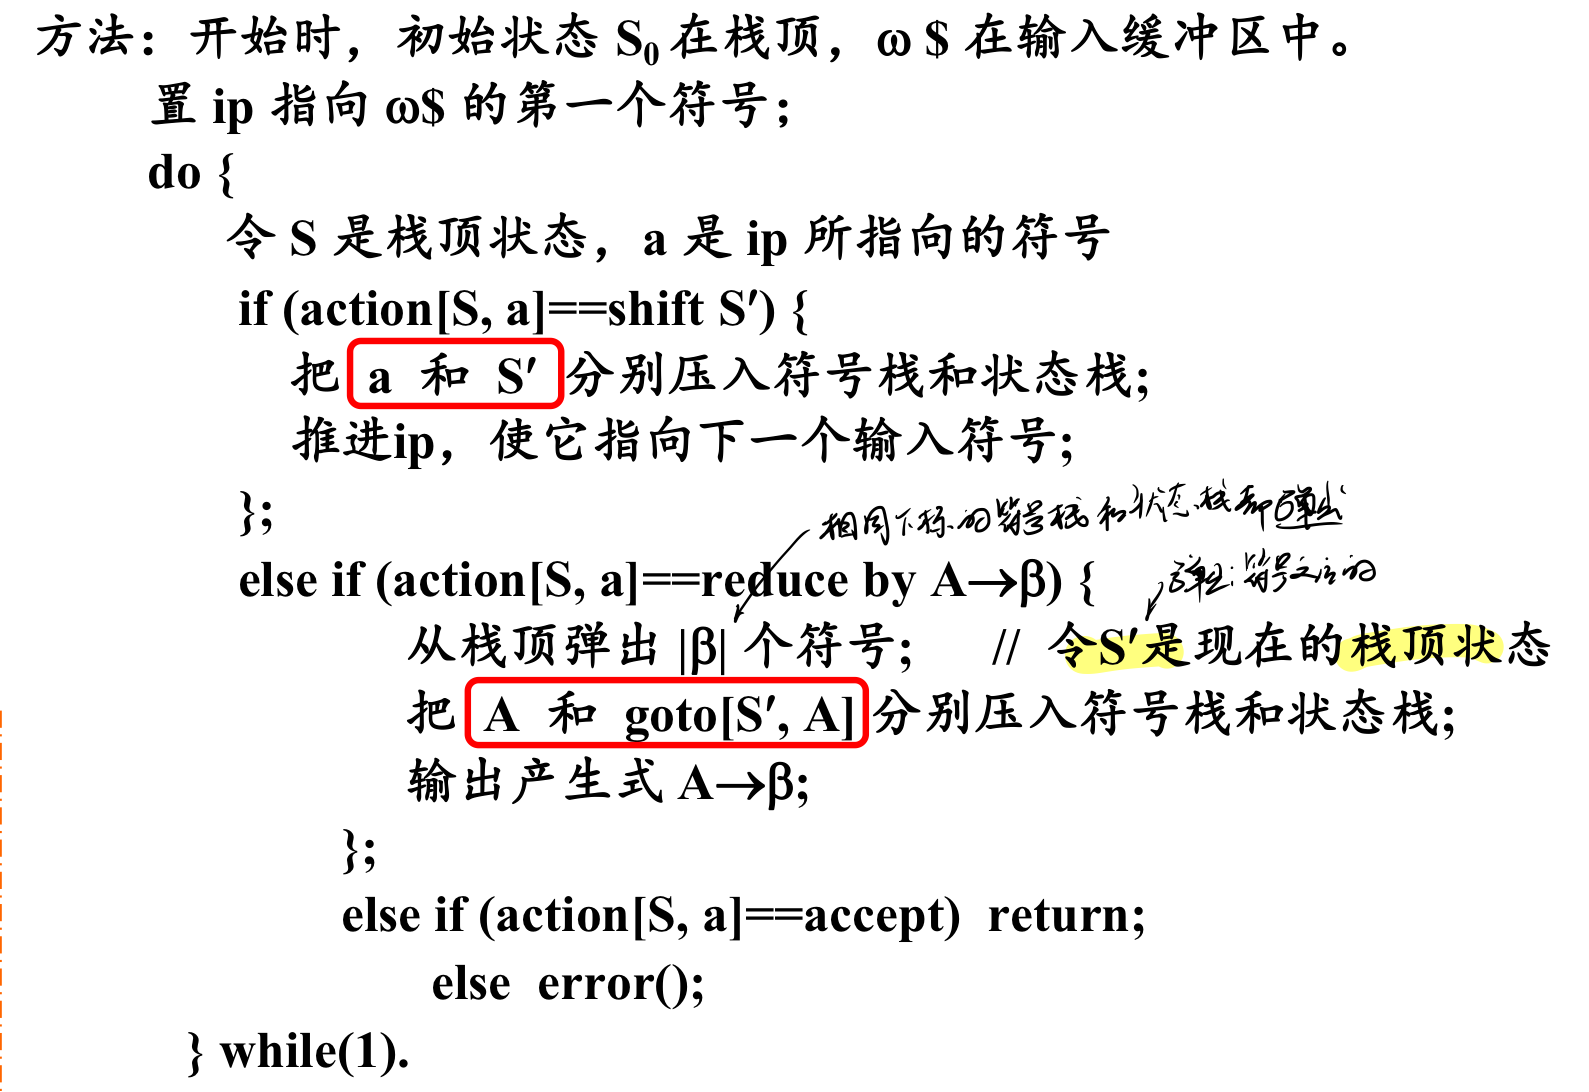 方法：开始时，初始状态 S₀ 在栈顶，ω $ 在输入缓冲区中。
置 ip 指向 ω$ 的第一个符号；
do {
令 S 是栈顶状态，a 是 ip 所指向的符号
if (action[S, a]==shift S′) {
把 a 和 S′ 分别压入符号栈和状态栈;
推进ip，使它指向下一个输入符号;
};
相同下标的符号栈和状态栈都弹出
else if (action[S, a]==reduce by A→β) {
弹出符号之后的
从栈顶弹出 |β| 个符号; // 令S′是现在的栈顶状态
把 A 和 goto[S′, A] 分别压入符号栈和状态栈;
输出产生式 A→β;
};
else if (action[S, a]==accept) return;
else error();
} while(1).